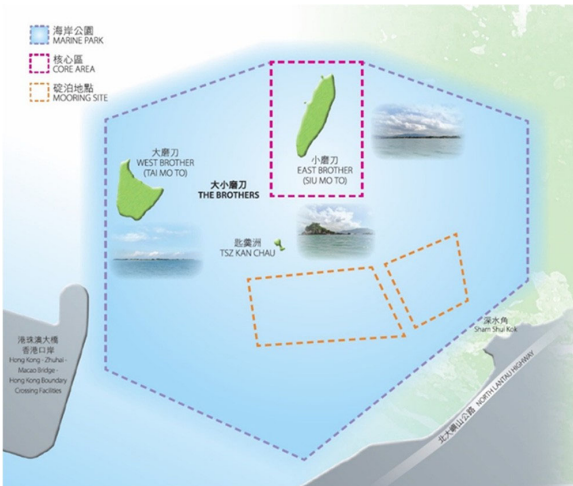 海岸公園
MARINE PARK
核心區
CORE AREA
碇泊地點
MOORING SITE
大磨刀
WEST BROTHER
(TAI MO TO)
小磨刀
EAST BROTHER
(SIU MO TO)
大小磨刀
THE BROTHERS
匙羹洲
TSZ KAN CHAU
深水角
Sham Shui Kok
港珠澳大橋
香港口岸
Hong Kong - Zhuhai -
Macao Bridge -
Hong Kong Boundary
Crossing Facilities
北大嶼山公路 NORTH LANTAU HIGHWAY